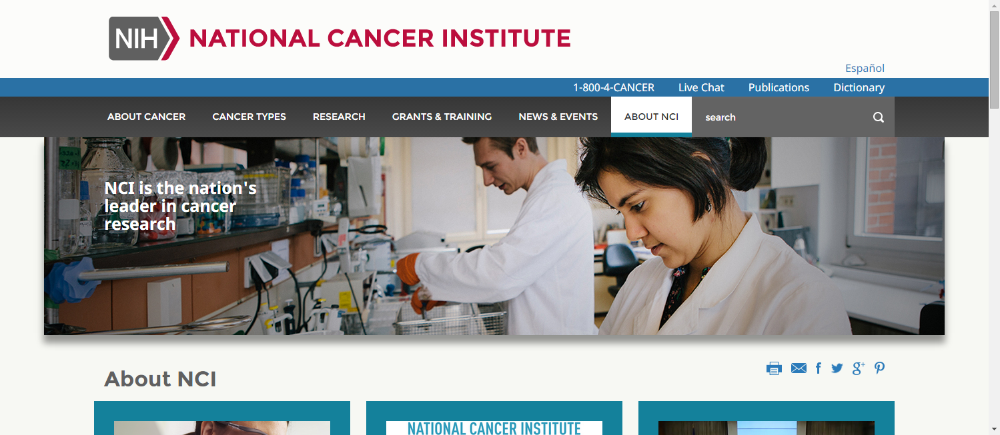 NIH NATIONAL CANCER INSTITUTE
Español
1-800-4-CANCER Live Chat Publications Dictionary
ABOUT CANCER CANCER TYPES RESEARCH GRANTS & TRAINING NEWS & EVENTS ABOUT NCI search
NCI is the nation's
leader in cancer
research
About NCI
f g+
NATIONAL CANCER INSTITUTE